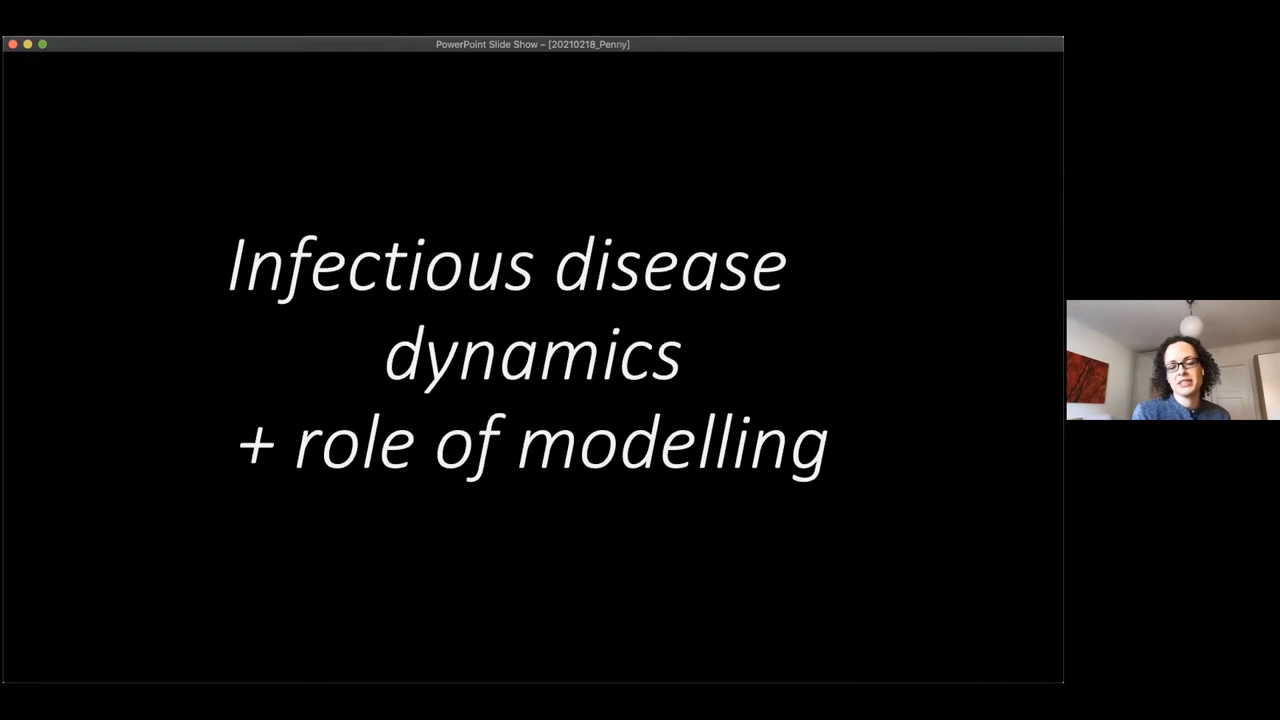 PowerPoint Slide Show – [20210218_Penny]
Infectious disease
dynamics
+ role of modelling